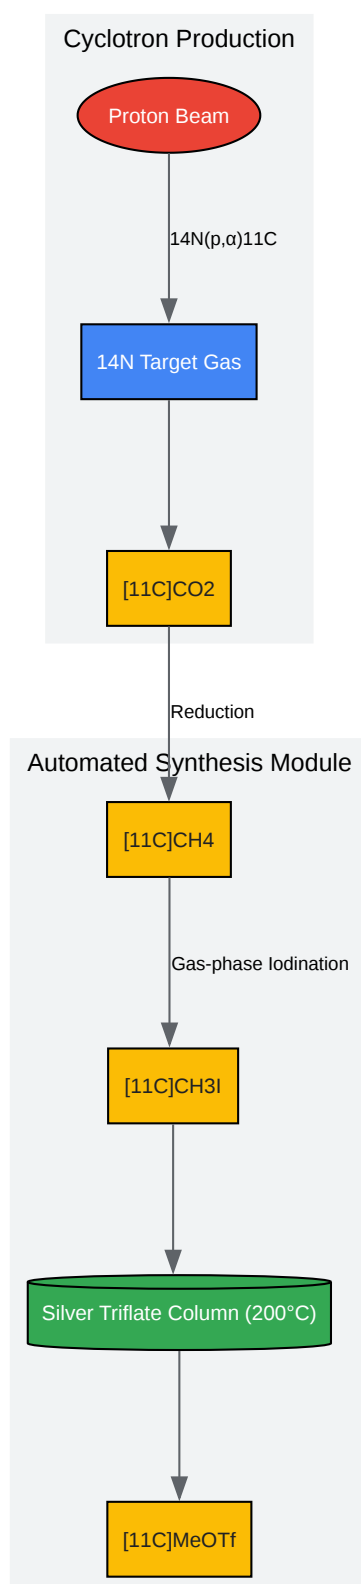 Cyclotron Production
Proton Beam
14N(p,α)11C
14N Target Gas
[11C]CO2
Reduction
Automated Synthesis Module
[11C]CH4
Gas-phase Iodination
[11C]CH3I
Silver Triflate Column (200°C)
[11C]MeOTf